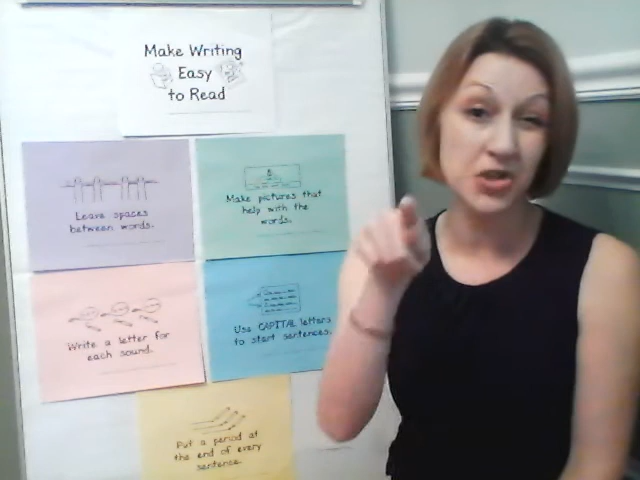 Make Writing
Easy
to Read
Leave spaces
between words.
Make pictures that
help with the
words.
Write a letter for
each sound.
Use CAPITAL letters
to start sentences.
Put a period at
the end of every
sentence.